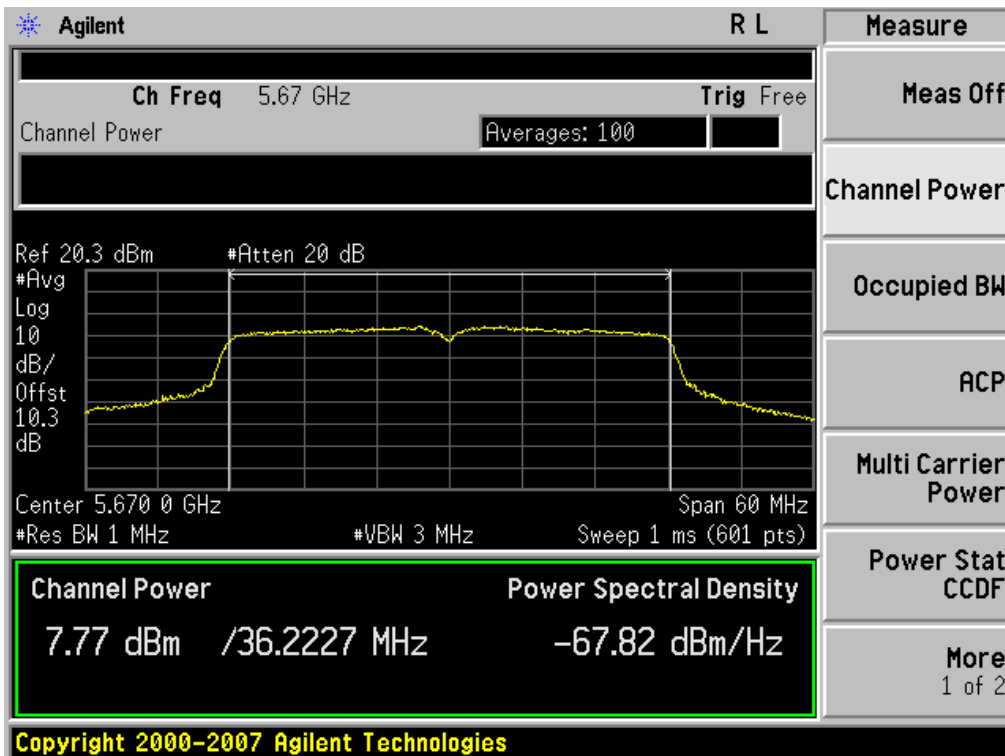 Agilent R L Measure
Ch Freq 5.67 GHz Trig Free
Meas Off
Channel Power Averages: 100
Channel Power
Ref 20.3 dBm #Atten 20 dB
#Avg
Log
10
dB/
Offst
10.3
dB
Occupied BW
ACP
Multi Carrier
Power
Center 5.670 0 GHz Span 60 MHz
#Res BW 1 MHz #VBW 3 MHz Sweep 1 ms (601 pts)
Power Stat
CCDF
Channel Power Power Spectral Density
7.77 dBm /36.2227 MHz -67.82 dBm/Hz
More
1 of 2
Copyright 2000-2007 Agilent Technologies